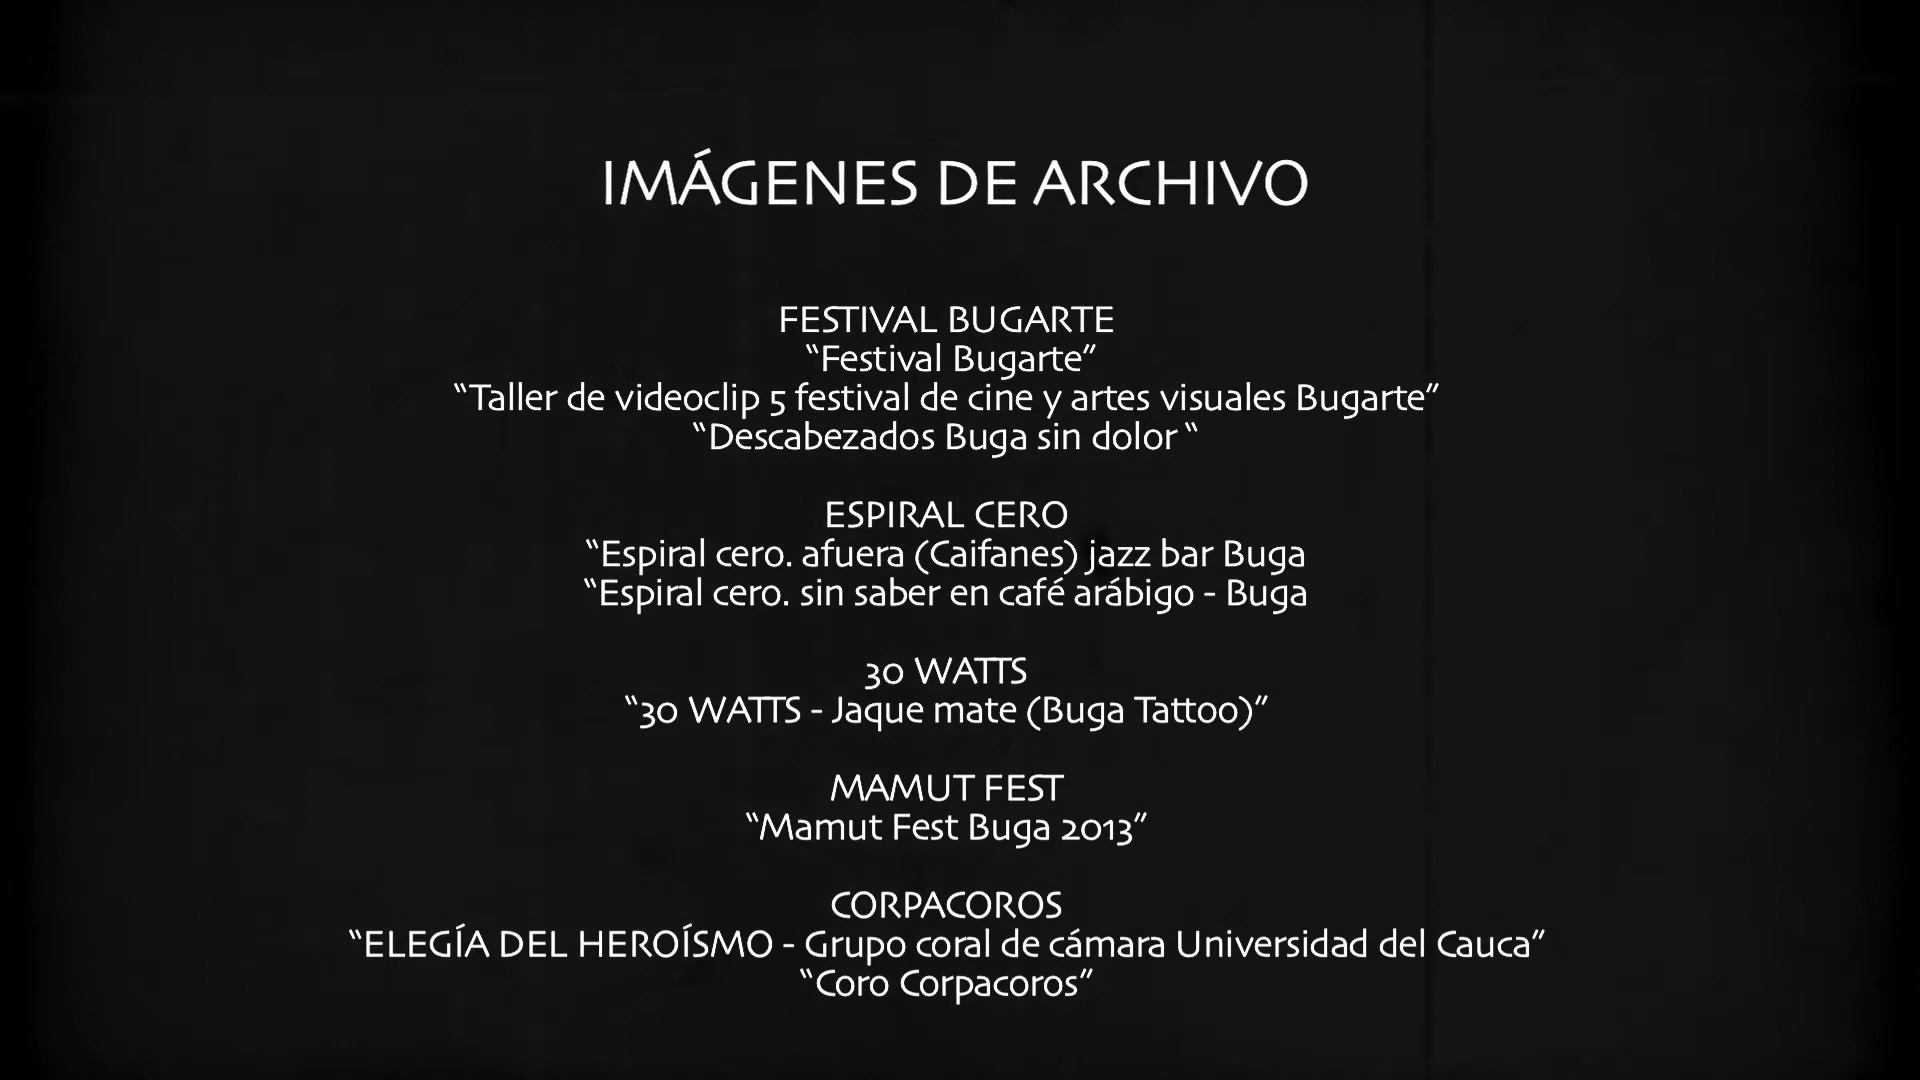 IMÁGENES DE ARCHIVO
FESTIVAL BUGARTE
“Festival Bugarte”
“Taller de videoclip 5 festival de cine y artes visuales Bugarte”
“Descabezados Buga sin dolor “
ESPIRAL CERO
“Espiral cero. afuera (Caifanes) jazz bar Buga
“Espiral cero. sin saber en café arábigo - Buga
30 WATTS
“30 WATTS - Jaque mate (Buga Tattoo)”
MAMUT FEST
“Mamut Fest Buga 2013”
CORPACOROS
“ELEGÍA DEL HEROÍSMO - Grupo coral de cámara Universidad del Cauca”
“Coro Corpacoros”